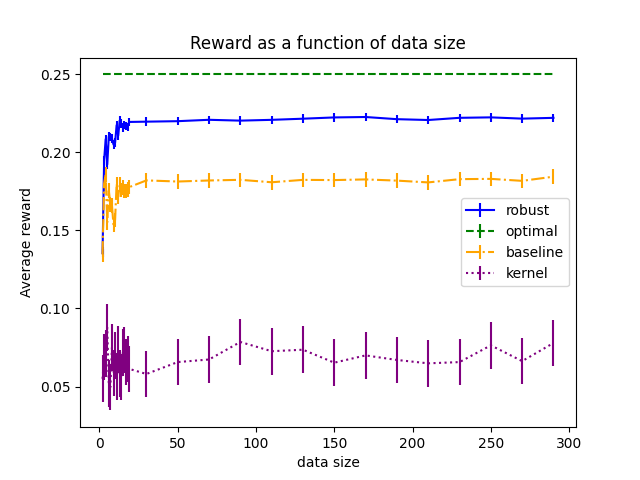 Reward as a function of data size
Average reward
0.25
0.20
0.15
0.10
0.05
robust
optimal
baseline
kernel
0 50 100 150 200 250 300
data size